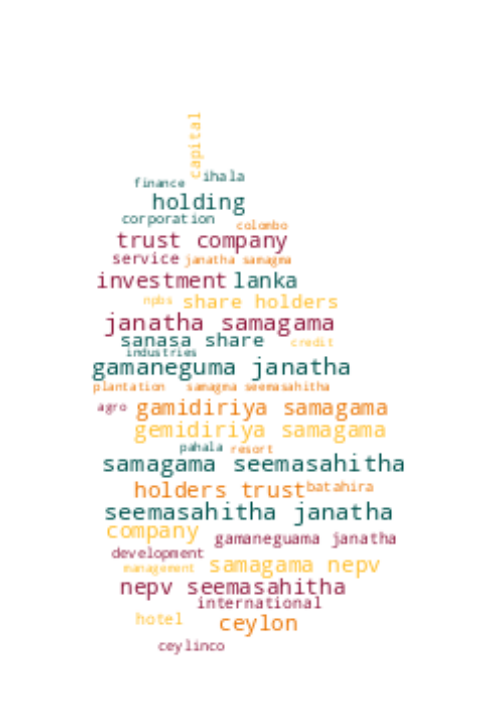 capital
finance ihala
holding
corporation
colombo
trust company
service janatha samagma
investment lanka
npbs share holders
janatha samagama
sanasa share credit
industries
gamaneguma janatha
plantation samagma seemasahitha
agro gamidiriya samagama
gemidiriya samagama
pahala resort
samagama seemasahitha
holders trust batahira
seemasahitha janatha
company gamaneguama janatha
development
management samagama nepv
nepv seemasahitha
international
hotel ceylon
ceylinco